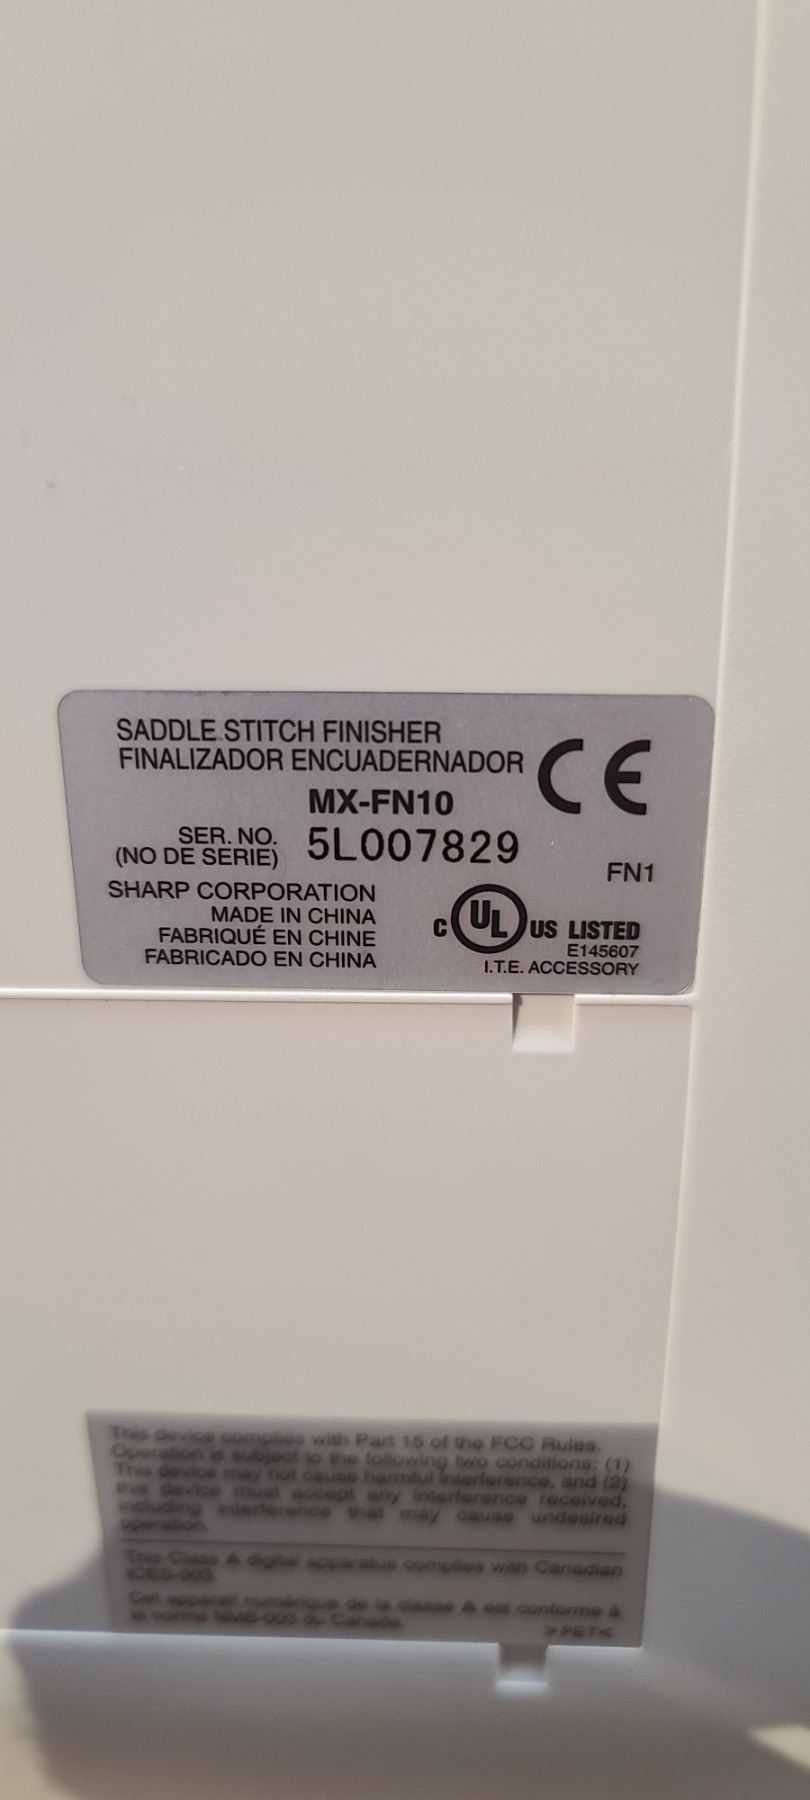 SADDLE STITCH FINISHER
FINALIZADOR ENCUADERNADOR
CE
MX-FN10
SER. NO.
(NO DE SERIE)
5L007829
FN1
SHARP CORPORATION
MADE IN CHINA
FABRIQUÉ EN CHINE
FABRICADO EN CHINA
C UL US LISTED
E145607
I.T.E. ACCESSORY
This device complies with Part 15 of the FCC Rules.
Operation is subject to the following two conditions: (1)
This device may not cause harmful interference, and (2)
this device must accept any interference received,
including interference that may cause undesired
operation.
This Class A digital apparatus complies with Canadian
ICES-003.
Cet appareil numérique de la classe A est conforme à
la norme NMB-003 du Canada.
>PET<